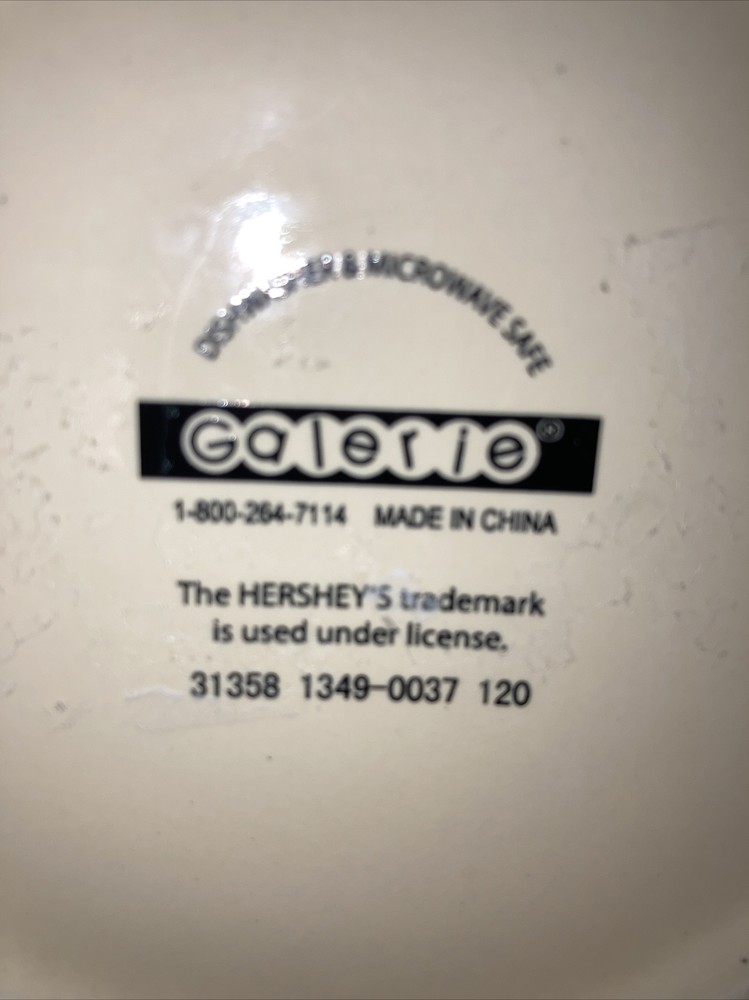 DISHWASHER & MICROWAVE SAFE
Galerie®
1-800-264-7114 MADE IN CHINA
The HERSHEY'S trademark
is used under license.
31358 1349-0037 120